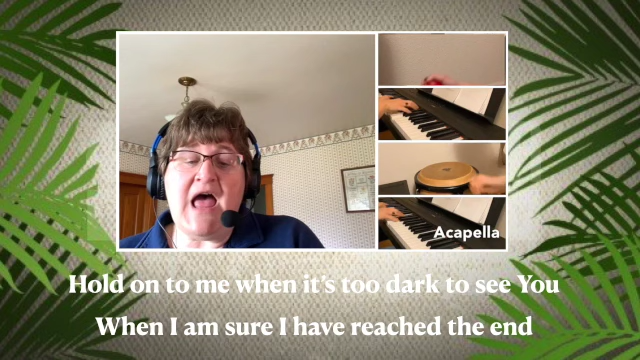 Acapella
Hold on to me when it's too dark to see You
When I am sure I have reached the end